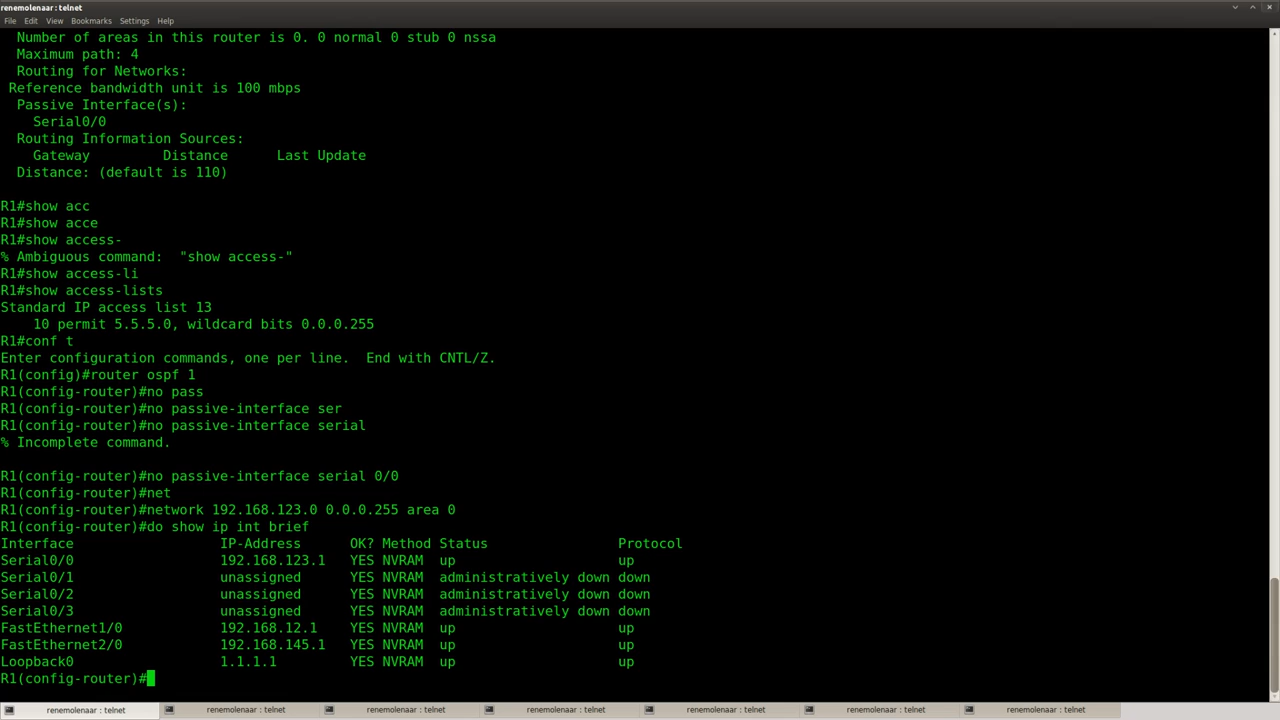 renemolenaar : telnet
File Edit View Bookmarks Settings Help
Number of areas in this router is 0. 0 normal 0 stub 0 nssa
Maximum path: 4
Routing for Networks:
Reference bandwidth unit is 100 mbps
Passive Interface(s):
Serial0/0
Routing Information Sources:
Gateway Distance Last Update
Distance: (default is 110)
R1#show acc
R1#show acce
R1#show access-
% Ambiguous command: "show access-"
R1#show access-li
R1#show access-lists
Standard IP access list 13
10 permit 5.5.5.0, wildcard bits 0.0.0.255
R1#conf t
Enter configuration commands, one per line. End with CNTL/Z.
R1(config)#router ospf 1
R1(config-router)#no pass
R1(config-router)#no passive-interface ser
R1(config-router)#no passive-interface serial
% Incomplete command.
R1(config-router)#no passive-interface serial 0/0
R1(config-router)#net
R1(config-router)#network 192.168.123.0 0.0.0.255 area 0
R1(config-router)#do show ip int brief
Interface IP-Address OK? Method Status Protocol
Serial0/0 192.168.123.1 YES NVRAM up up
Serial0/1 unassigned YES NVRAM administratively down down
Serial0/2 unassigned YES NVRAM administratively down down
Serial0/3 unassigned YES NVRAM administratively down down
FastEthernet1/0 192.168.12.1 YES NVRAM up up
FastEthernet2/0 192.168.145.1 YES NVRAM up up
Loopback0 1.1.1.1 YES NVRAM up up
R1(config-router)#
renemolenaar : telnet renemolenaar : telnet renemolenaar : telnet renemolenaar : telnet renemolenaar : telnet renemolenaar : telnet renemolenaar : telnet